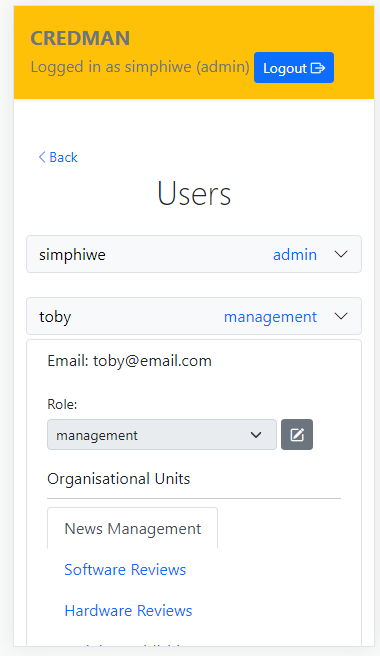 CREDMAN
Logged in as simphiwe (admin) Logout
Back
Users
simphiwe admin
toby management
Email: toby@email.com
Role:
management
Organisational Units
News Management
Software Reviews
Hardware Reviews